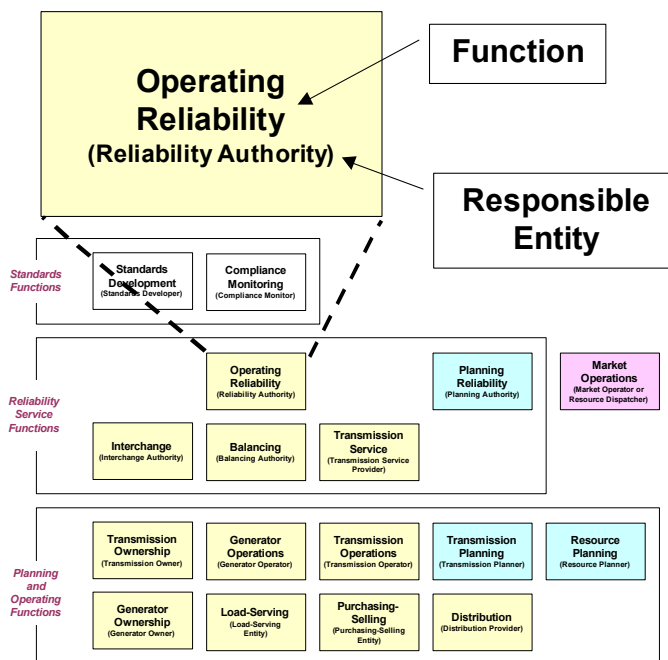 Operating
Reliability
(Reliability Authority)
Function
Responsible
Entity
Standards
Functions
Standards
Development
(Standards Developer)
Compliance
Monitoring
(Compliance Monitor)
Reliability
Service
Functions
Operating
Reliability
(Reliability Authority)
Planning
Reliability
(Planning Authority)
Market
Operations
(Market Operator or
Resource Dispatcher)
Interchange
(Interchange Authority)
Balancing
(Balancing Authority)
Transmission
Service
(Transmission Service
Provider)
Planning
and
Operating
Functions
Transmission
Ownership
(Transmission Owner)
Generator
Operations
(Generator Operator)
Transmission
Operations
(Transmission Operator)
Transmission
Planning
(Transmission Planner)
Resource
Planning
(Resource Planner)
Generator
Ownership
(Generator Owner)
Load-Serving
(Load-Serving
Entity)
Purchasing-
Selling
(Purchasing-Selling
Entity)
Distribution
(Distribution Provider)